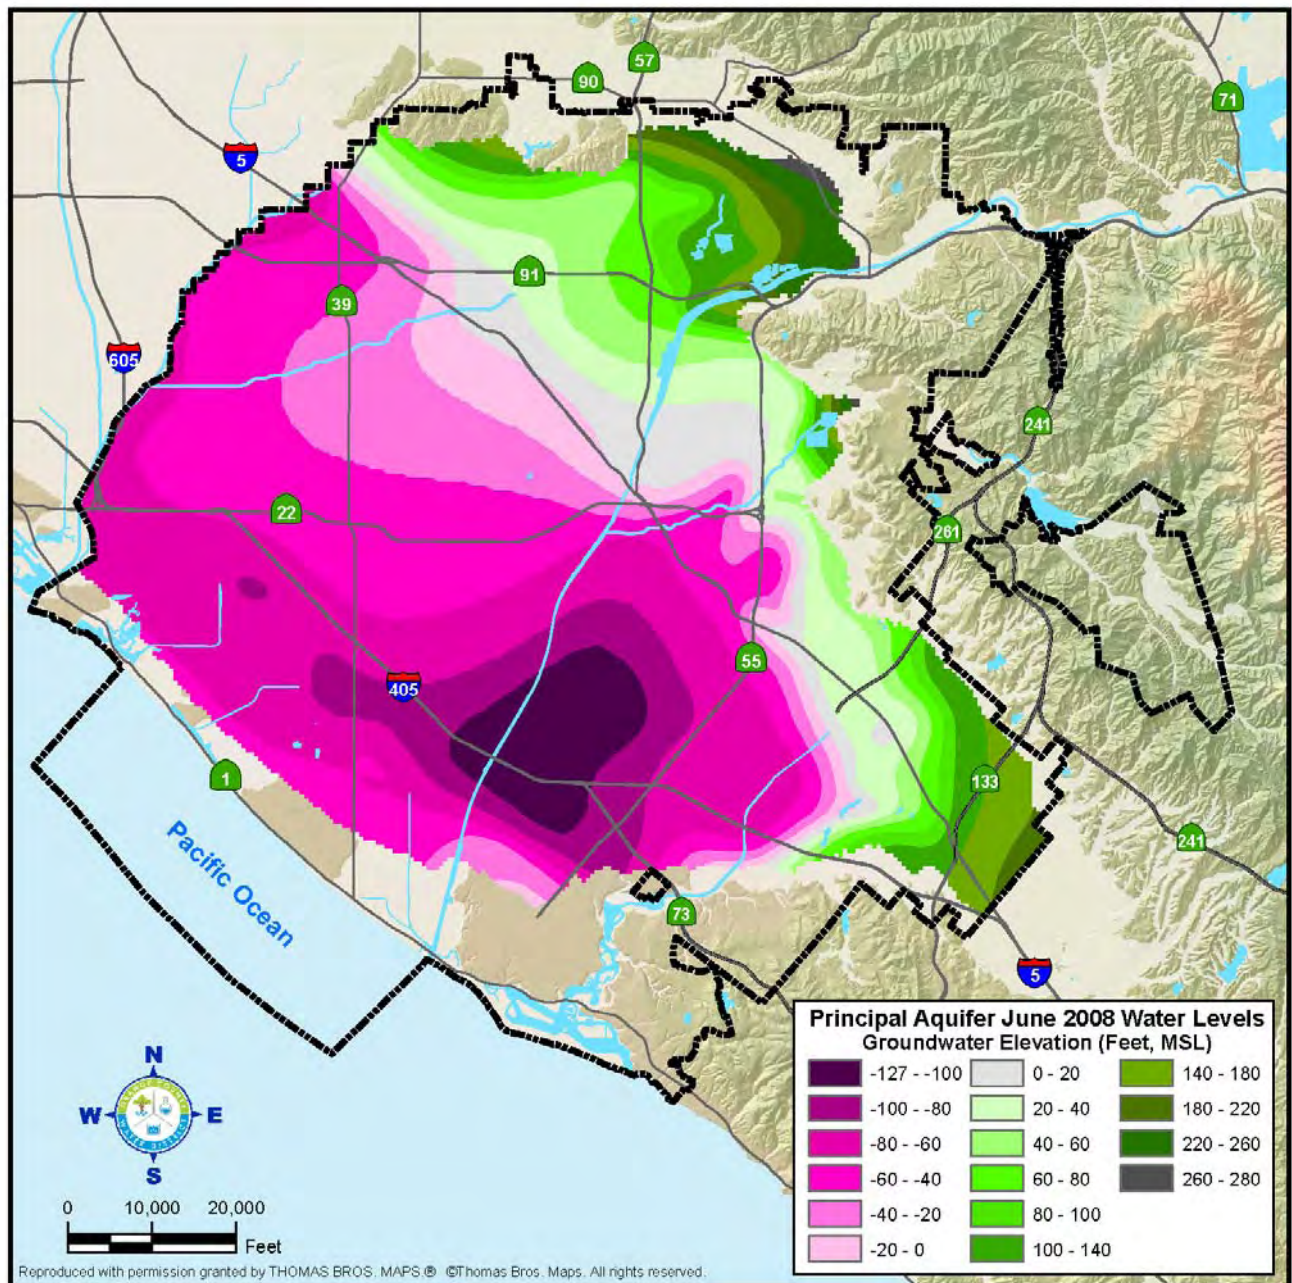 57
90
71
5
91
39
605
241
22
261
55
405
1
133
241
Pacific Ocean
73
5
Principal Aquifer June 2008 Water Levels
Groundwater Elevation (Feet, MSL)
-127 - -100
-100 - -80
-80 - -60
-60 - -40
-40 - -20
-20 - 0
0 - 20
20 - 40
40 - 60
60 - 80
80 - 100
100 - 140
140 - 180
180 - 220
220 - 260
260 - 280
N
W
E
S
ORANGE COUNTY
WATER DISTRICT
0 10,000 20,000
Feet
Reproduced with permission granted by THOMAS BROS. MAPS.® ©Thomas Bros. Maps. All rights reserved.